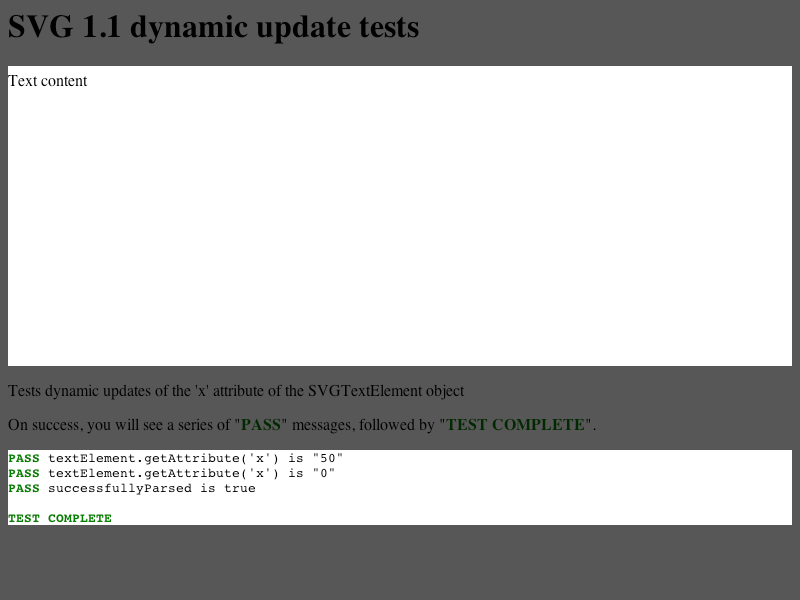 SVG 1.1 dynamic update tests
Text content
Tests dynamic updates of the 'x' attribute of the SVGTextElement object
On success, you will see a series of "PASS" messages, followed by "TEST COMPLETE".
PASS textElement.getAttribute('x') is "50"
PASS textElement.getAttribute('x') is "0"
PASS successfullyParsed is true
TEST COMPLETE